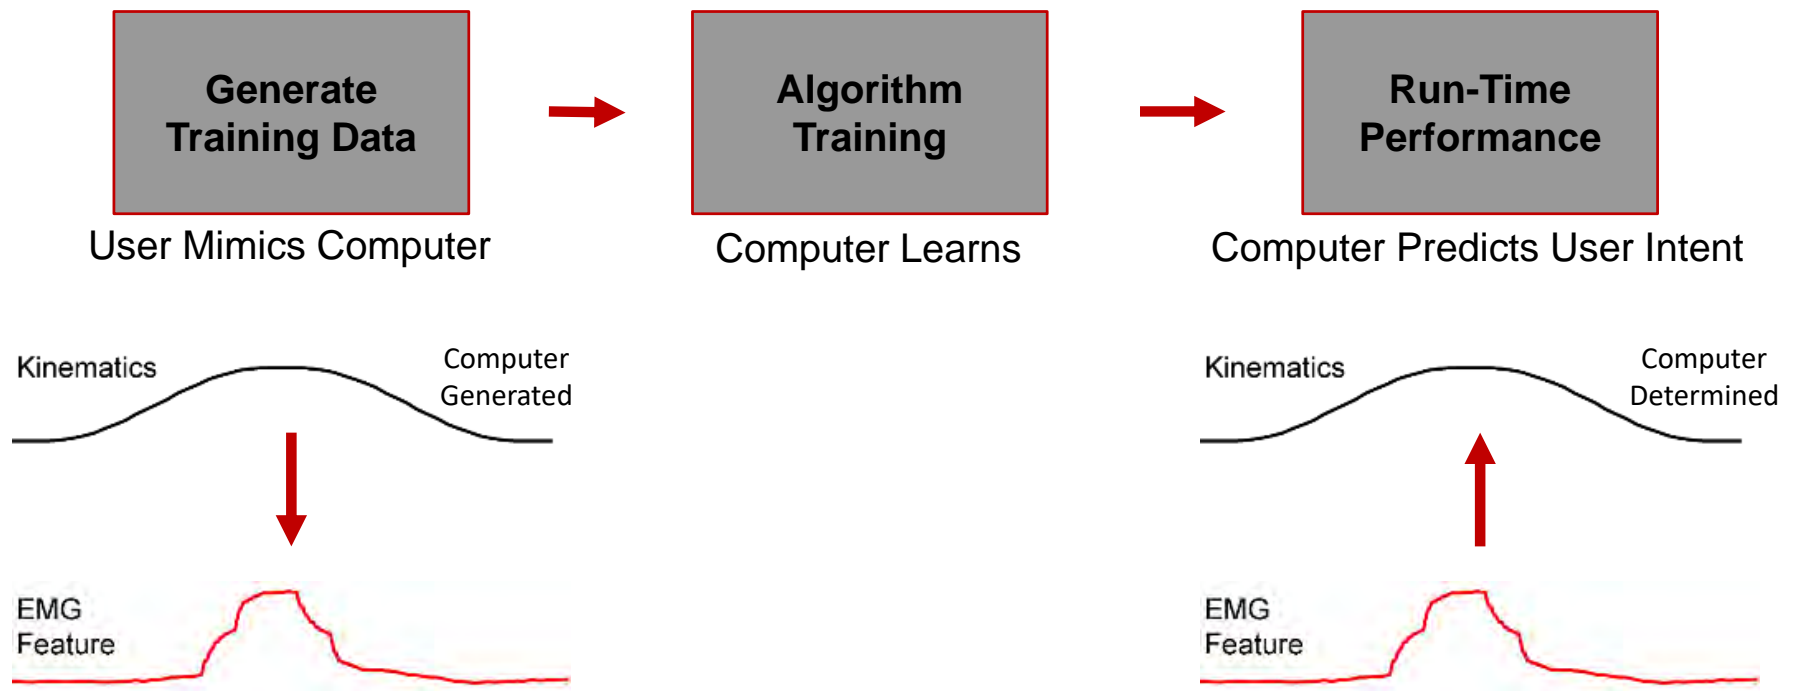 Generate
Training Data
Algorithm
Training
Run-Time
Performance
User Mimics Computer
Computer Learns
Computer Predicts User Intent
Kinematics
Computer
Generated
Kinematics
Computer
Determined
EMG
Feature
EMG
Feature